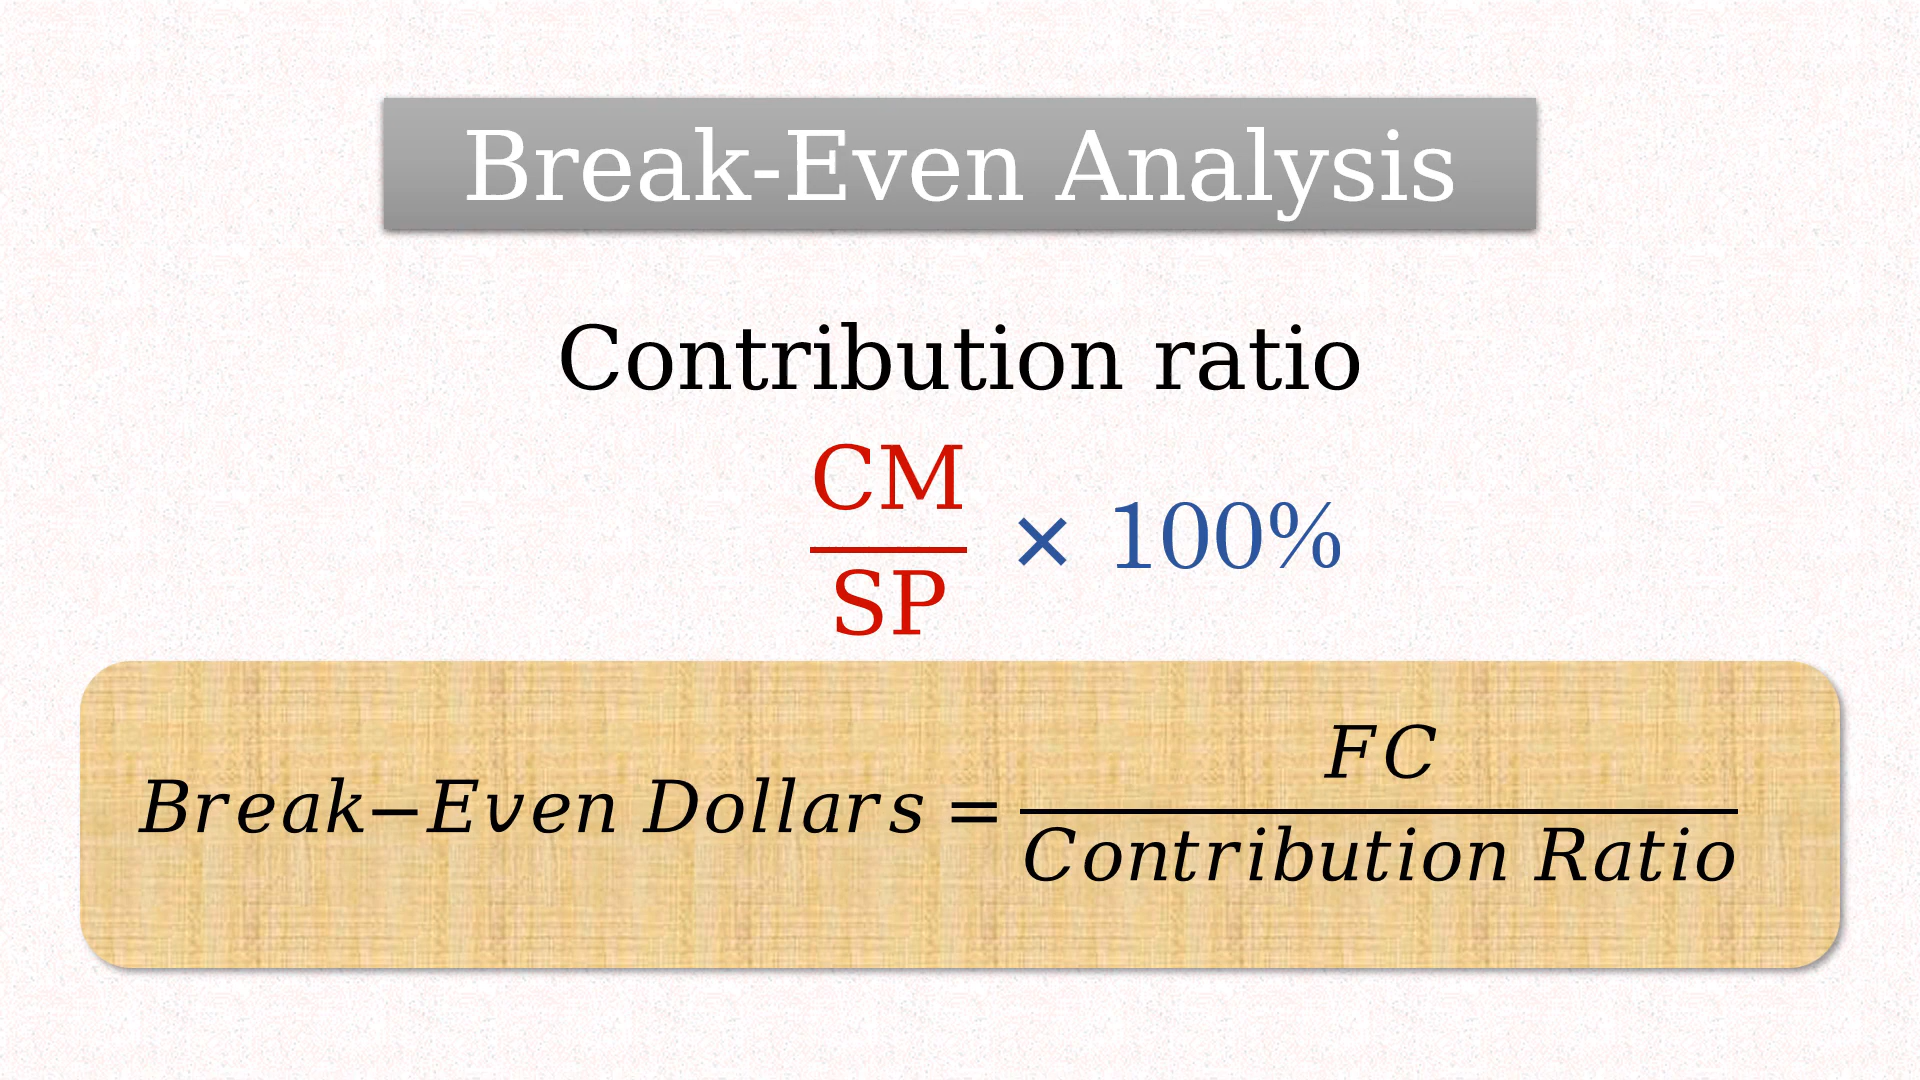 Break-Even Analysis
Contribution ratio
CM
× 100%
SP
FC
Break−Even Dollars =
Contribution Ratio